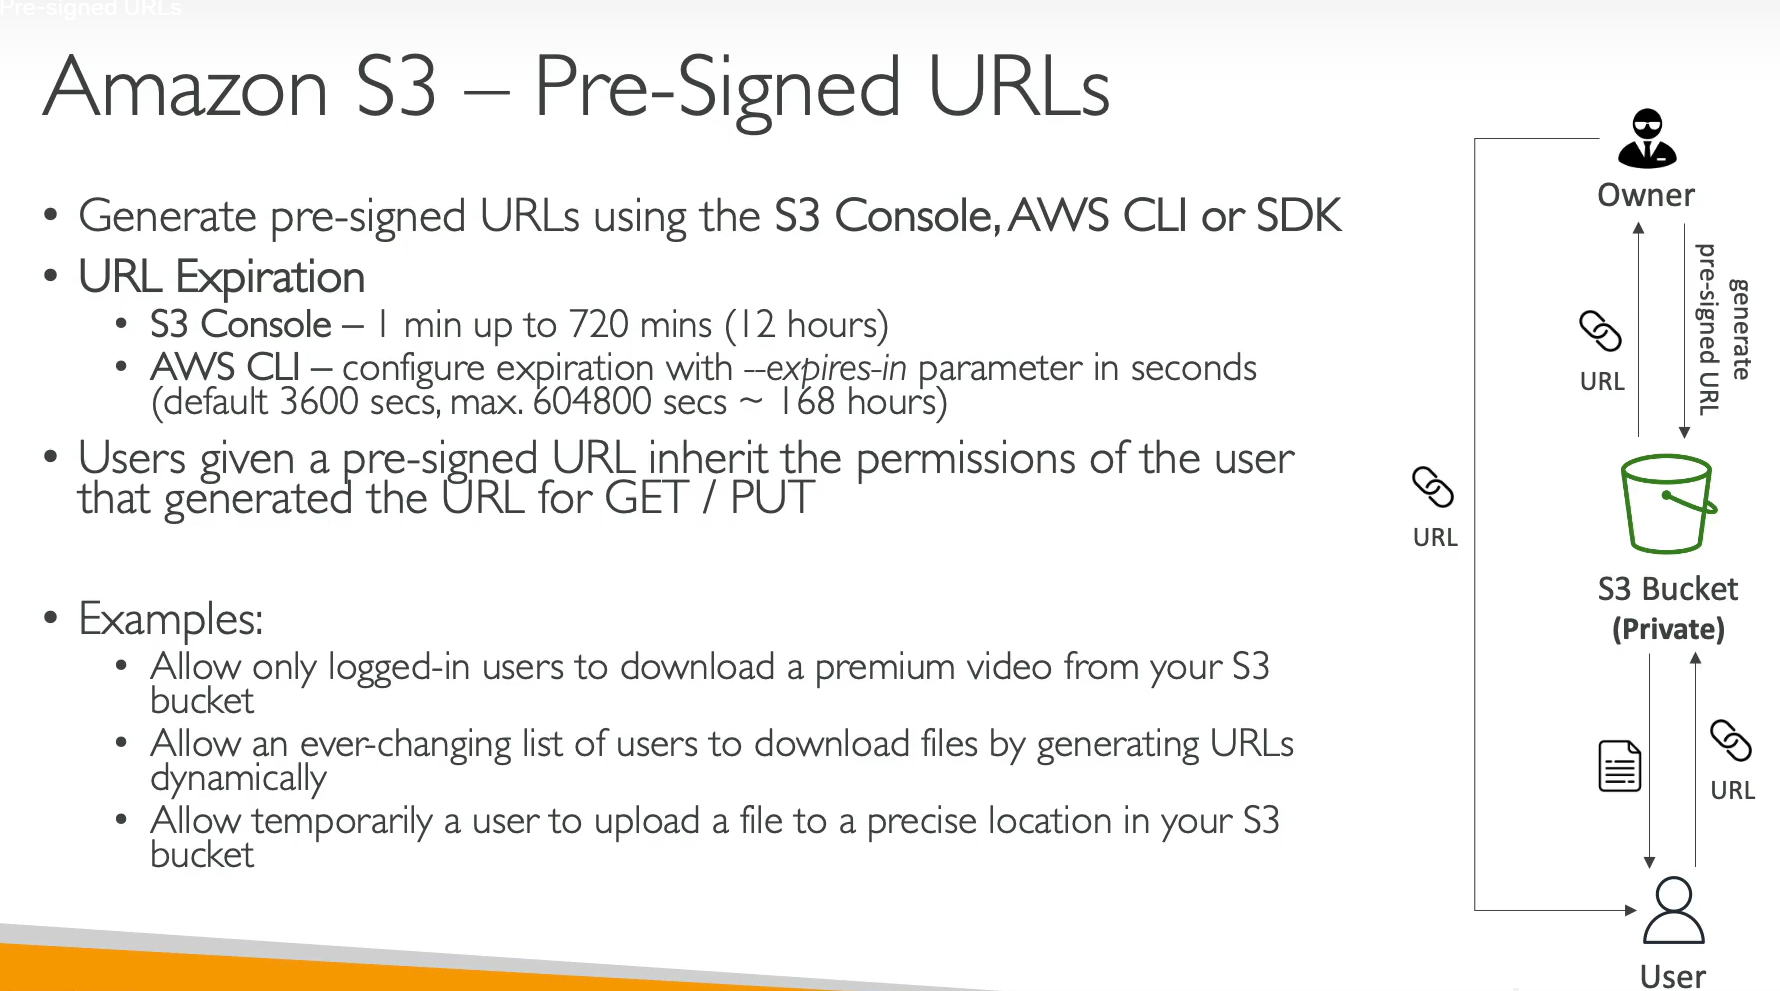 Pre-signed URLs
Amazon S3 – Pre-Signed URLs
• Generate pre-signed URLs using the S3 Console, AWS CLI or SDK
• URL Expiration
• S3 Console – 1 min up to 720 mins (12 hours)
• AWS CLI – configure expiration with --expires-in parameter in seconds
(default 3600 secs, max. 604800 secs ~ 168 hours)
• Users given a pre-signed URL inherit the permissions of the user
that generated the URL for GET / PUT
• Examples:
• Allow only logged-in users to download a premium video from your S3
bucket
• Allow an ever-changing list of users to download files by generating URLs
dynamically
• Allow temporarily a user to upload a file to a precise location in your S3
bucket
Owner
generate
pre-signed URL
URL
URL
S3 Bucket
(Private)
URL
User